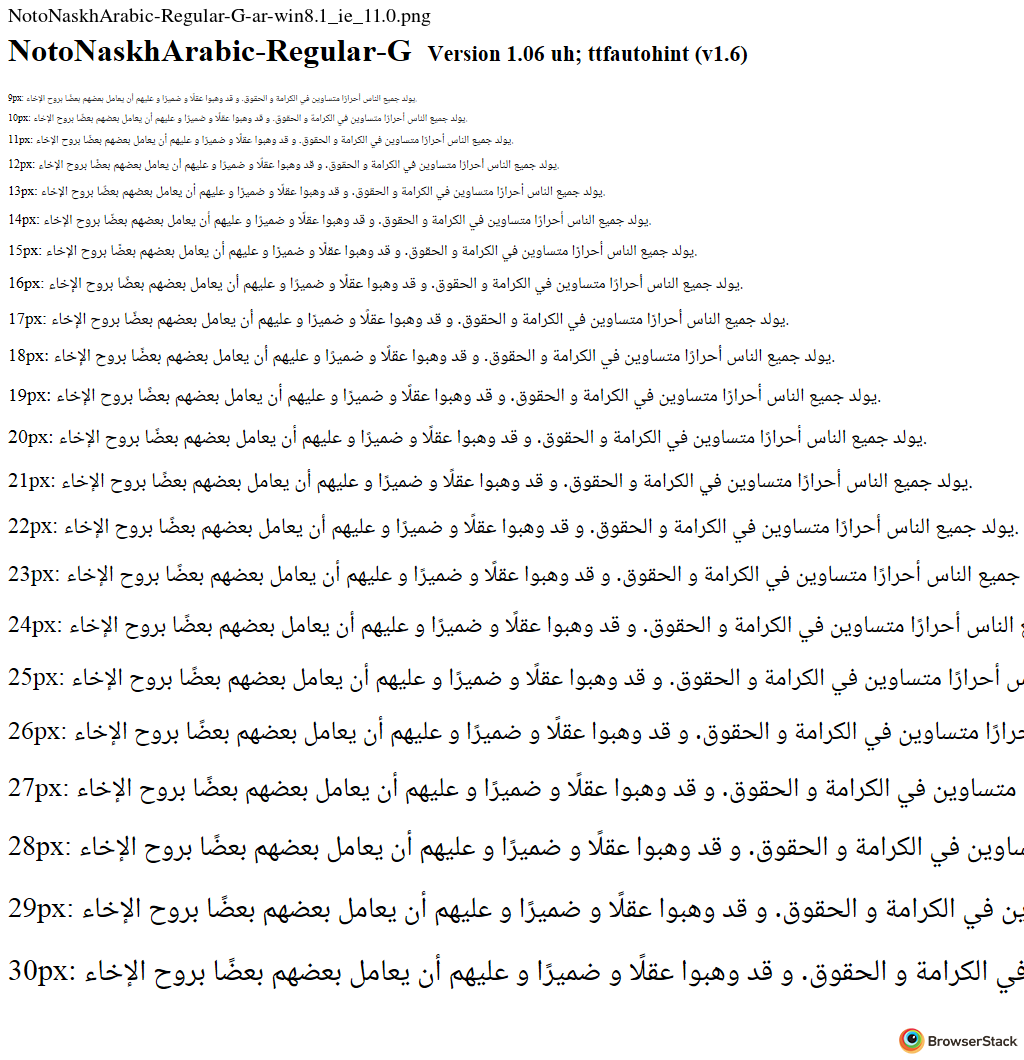 NotoNaskhArabic-Regular-G-ar-win8.1_ie_11.0.png
NotoNaskhArabic-Regular-G Version 1.06 uh; ttfautohint (v1.6)
9px: يولد جميع الناس أحرارًا متساوين في الكرامة و الحقوق. و قد وهبوا عقلًا و ضميرًا و عليهم أن يعامل بعضهم بعضًا بروح الإخاء.
10px: يولد جميع الناس أحرارًا متساوين في الكرامة و الحقوق. و قد وهبوا عقلًا و ضميرًا و عليهم أن يعامل بعضهم بعضًا بروح الإخاء.
11px: يولد جميع الناس أحرارًا متساوين في الكرامة و الحقوق. و قد وهبوا عقلًا و ضميرًا و عليهم أن يعامل بعضهم بعضًا بروح الإخاء.
12px: يولد جميع الناس أحرارًا متساوين في الكرامة و الحقوق. و قد وهبوا عقلًا و ضميرًا و عليهم أن يعامل بعضهم بعضًا بروح الإخاء.
13px: يولد جميع الناس أحرارًا متساوين في الكرامة و الحقوق. و قد وهبوا عقلًا و ضميرًا و عليهم أن يعامل بعضهم بعضًا بروح الإخاء.
14px: يولد جميع الناس أحرارًا متساوين في الكرامة و الحقوق. و قد وهبوا عقلًا و ضميرًا و عليهم أن يعامل بعضهم بعضًا بروح الإخاء.
15px: يولد جميع الناس أحرارًا متساوين في الكرامة و الحقوق. و قد وهبوا عقلًا و ضميرًا و عليهم أن يعامل بعضهم بعضًا بروح الإخاء.
16px: يولد جميع الناس أحرارًا متساوين في الكرامة و الحقوق. و قد وهبوا عقلًا و ضميرًا و عليهم أن يعامل بعضهم بعضًا بروح الإخاء.
17px: يولد جميع الناس أحرارًا متساوين في الكرامة و الحقوق. و قد وهبوا عقلًا و ضميرًا و عليهم أن يعامل بعضهم بعضًا بروح الإخاء.
18px: يولد جميع الناس أحرارًا متساوين في الكرامة و الحقوق. و قد وهبوا عقلًا و ضميرًا و عليهم أن يعامل بعضهم بعضًا بروح الإخاء.
19px: يولد جميع الناس أحرارًا متساوين في الكرامة و الحقوق. و قد وهبوا عقلًا و ضميرًا و عليهم أن يعامل بعضهم بعضًا بروح الإخاء.
20px: يولد جميع الناس أحرارًا متساوين في الكرامة و الحقوق. و قد وهبوا عقلًا و ضميرًا و عليهم أن يعامل بعضهم بعضًا بروح الإخاء.
21px: يولد جميع الناس أحرارًا متساوين في الكرامة و الحقوق. و قد وهبوا عقلًا و ضميرًا و عليهم أن يعامل بعضهم بعضًا بروح الإخاء.
22px: يولد جميع الناس أحرارًا متساوين في الكرامة و الحقوق. و قد وهبوا عقلًا و ضميرًا و عليهم أن يعامل بعضهم بعضًا بروح الإخاء.
23px: جميع الناس أحرارًا متساوين في الكرامة و الحقوق. و قد وهبوا عقلًا و ضميرًا و عليهم أن يعامل بعضهم بعضًا بروح الإخاء
24px: الناس أحرارًا متساوين في الكرامة و الحقوق. و قد وهبوا عقلًا و ضميرًا و عليهم أن يعامل بعضهم بعضًا بروح الإخاء
25px: أحرارًا متساوين في الكرامة و الحقوق. و قد وهبوا عقلًا و ضميرًا و عليهم أن يعامل بعضهم بعضًا بروح الإخاء
26px: متساوين في الكرامة و الحقوق. و قد وهبوا عقلًا و ضميرًا و عليهم أن يعامل بعضهم بعضًا بروح الإخاء
27px: متساوين في الكرامة و الحقوق. و قد وهبوا عقلًا و ضميرًا و عليهم أن يعامل بعضهم بعضًا بروح الإخاء
28px: في الكرامة و الحقوق. و قد وهبوا عقلًا و ضميرًا و عليهم أن يعامل بعضهم بعضًا بروح الإخاء
29px: في الكرامة و الحقوق. و قد وهبوا عقلًا و ضميرًا و عليهم أن يعامل بعضهم بعضًا بروح الإخاء
30px: في الكرامة و الحقوق. و قد وهبوا عقلًا و ضميرًا و عليهم أن يعامل بعضهم بعضًا بروح الإخاء
BrowserStack